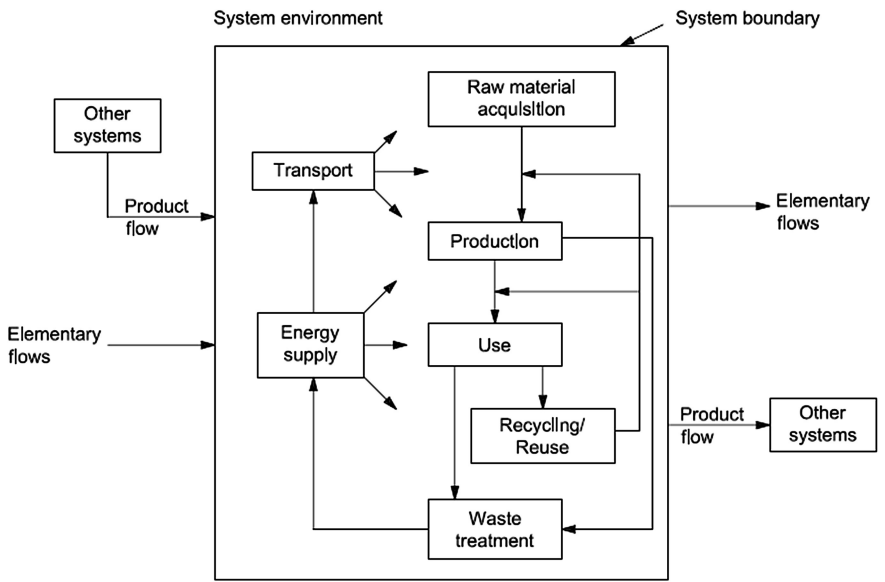 System environment
System boundary
Other
systems
Raw material
acquisition
Transport
Product
flow
Elementary
flows
Production
Elementary
flows
Energy
supply
Use
Product
flow
Other
systems
Recycling/
Reuse
Waste
treatment